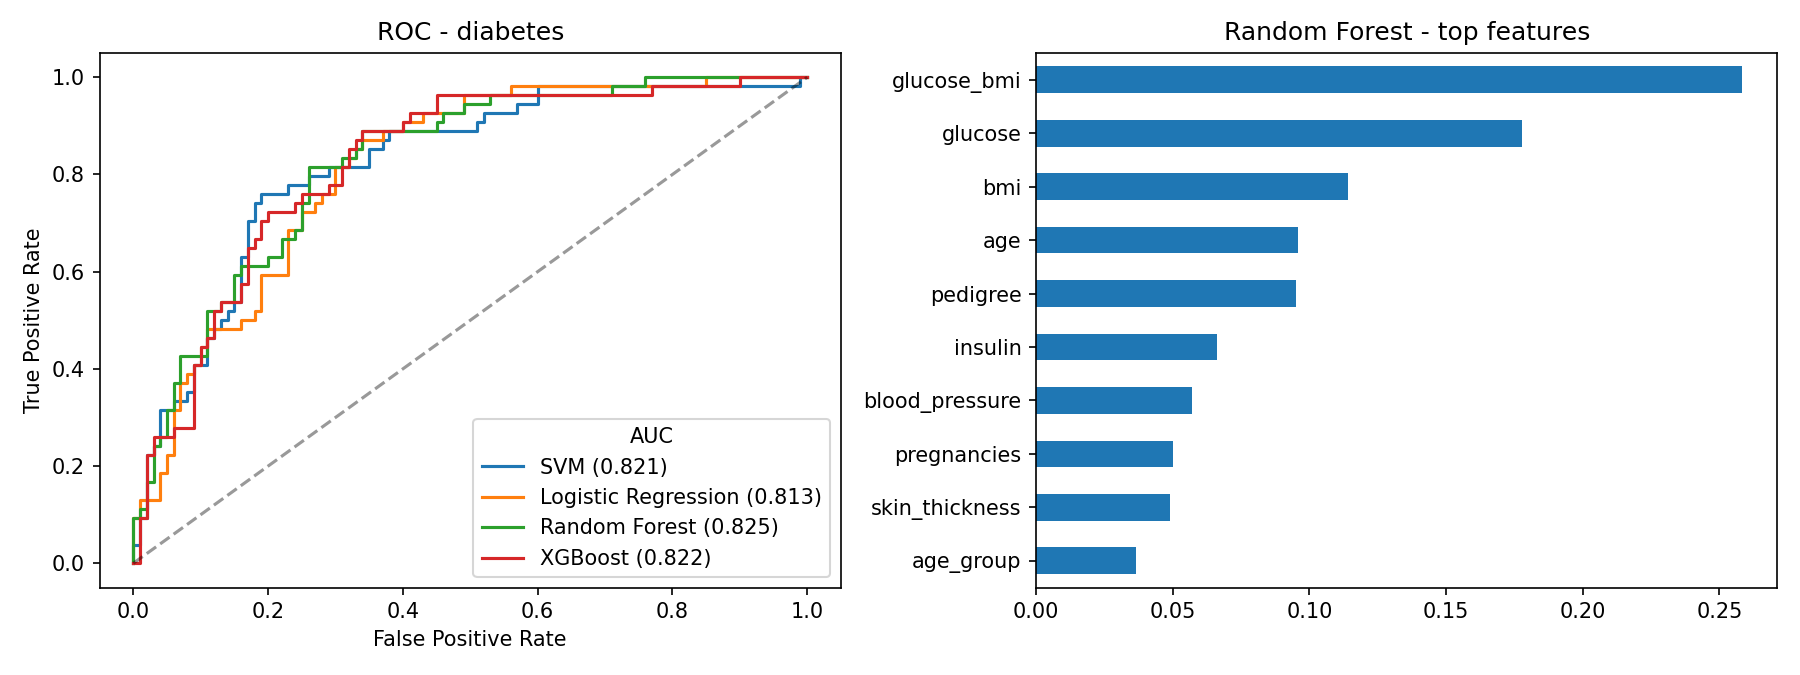 ROC - diabetes
1.0
0.8
0.6
0.4
0.2
0.0
True Positive Rate
0.0 0.2 0.4 0.6 0.8 1.0
False Positive Rate
AUC
SVM (0.821)
Logistic Regression (0.813)
Random Forest (0.825)
XGBoost (0.822)
Random Forest - top features
glucose_bmi
glucose
bmi
age
pedigree
insulin
blood_pressure
pregnancies
skin_thickness
age_group
0.00 0.05 0.10 0.15 0.20 0.25